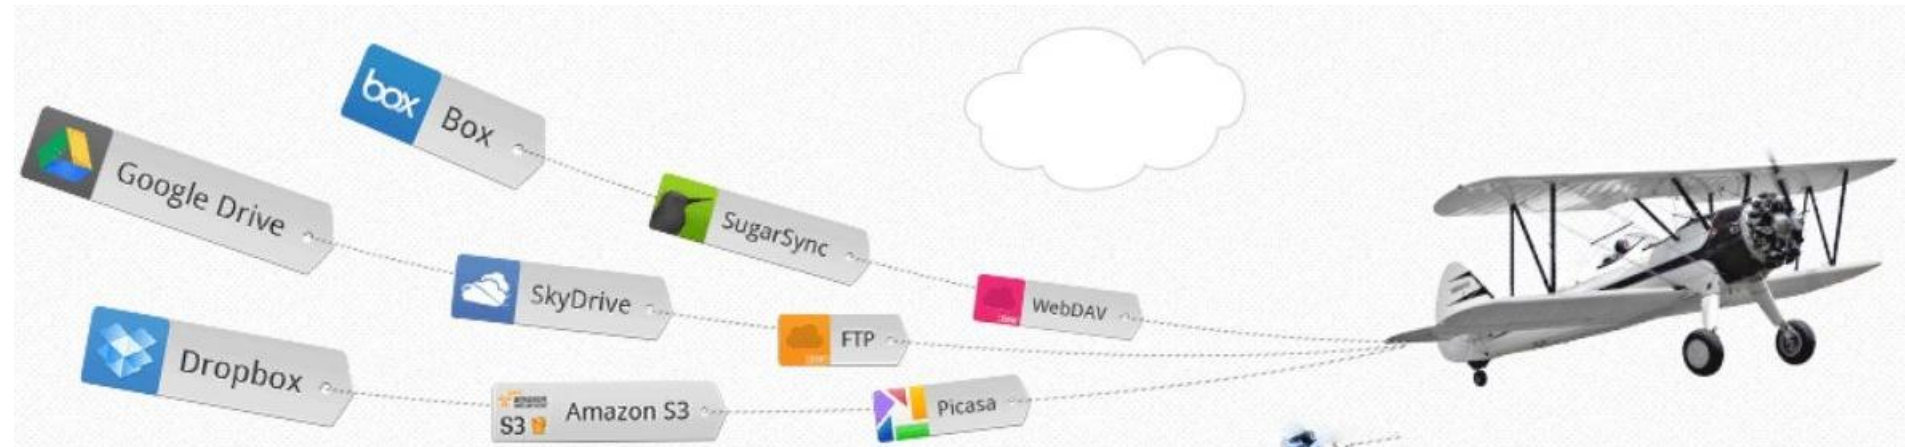 box
Box
Google Drive
SugarSync
SkyDrive
WebDAV
FTP
Dropbox
S3
Amazon S3
Picasa